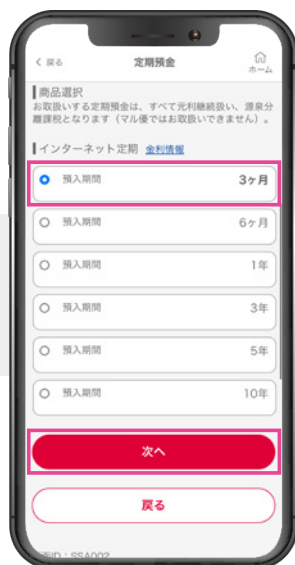 戻る 定期預金 ホーム
商品選択
お取扱いする定期預金は、すべて元利継続扱い、源泉分
離課税となります（マル優ではお取扱いできません）。
インターネット定期 金利情報
預入期間 3ヶ月
預入期間 6ヶ月
預入期間 1年
預入期間 3年
預入期間 5年
預入期間 10年
次へ
戻る
画面ID：SSA002